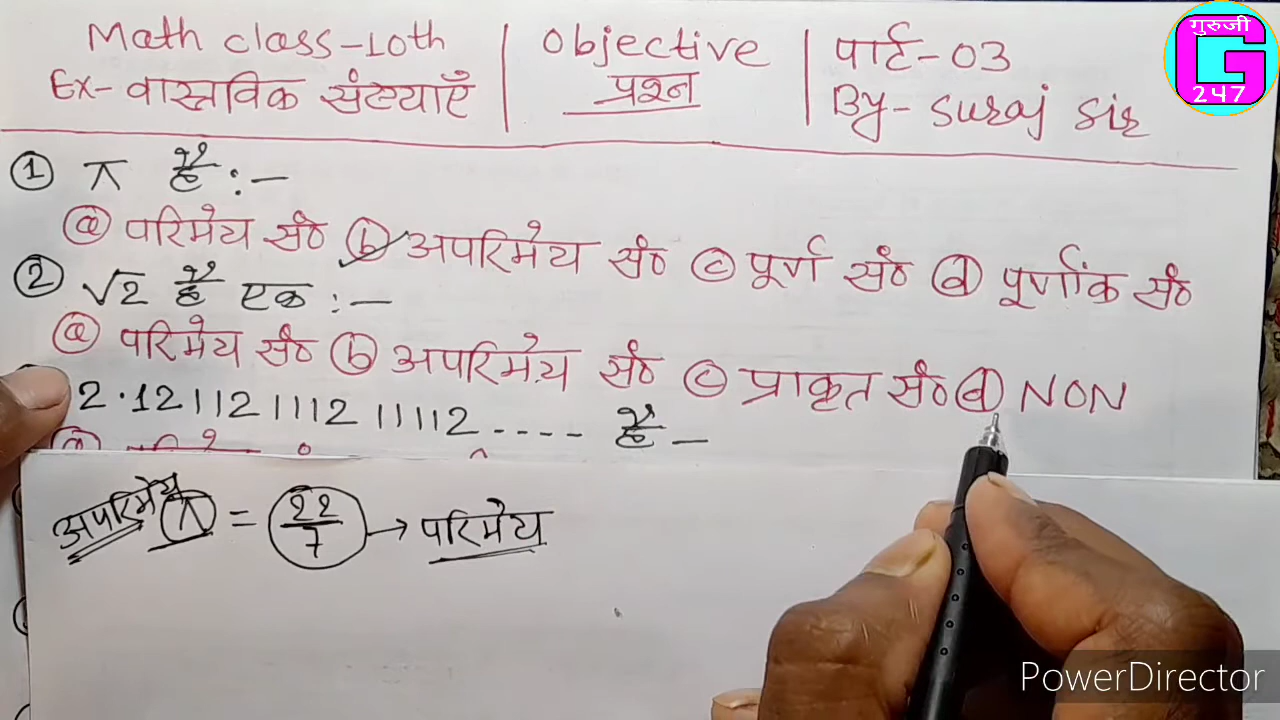 Math class-10th | Objective | पार्ट-03
Ex- वास्तविक संख्याएँ | प्रश्न | By- Suraj Sir
गुरुजी
G
247
① π है :-
ⓐ परिमेय सं० ⓑ अपरिमेय सं० ⓒ पूर्ण सं० ⓓ पूर्णांक सं०
② √2 है एक :-
ⓐ परिमेय सं० ⓑ अपरिमेय सं० ⓒ प्राकृत सं० ⓓ NON
2.12112111211112---- है -
अपरिमेय π = 22/7 → परिमेय
PowerDirector